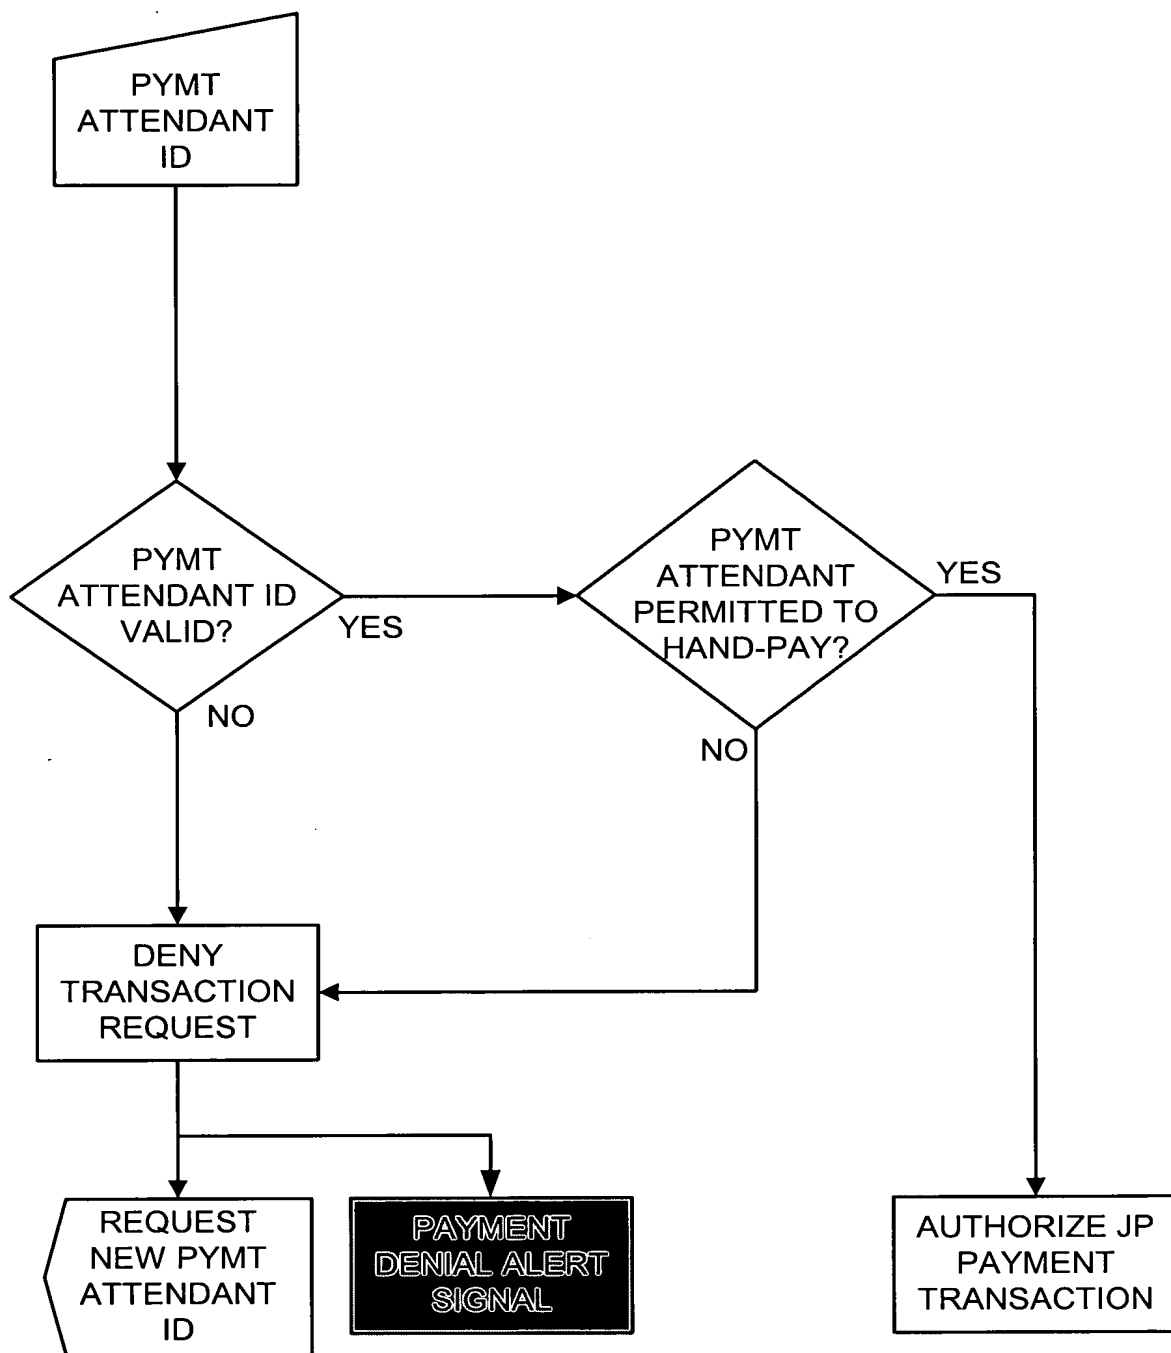 PYMT
ATTENDANT
ID
PYMT
ATTENDANT ID
VALID?
YES
NO
PYMT
ATTENDANT
PERMITTED TO
HAND-PAY?
YES
NO
DENY
TRANSACTION
REQUEST
REQUEST
NEW PYMT
ATTENDANT
ID
PAYMENT
DENIAL ALERT
SIGNAL
AUTHORIZE JP
PAYMENT
TRANSACTION